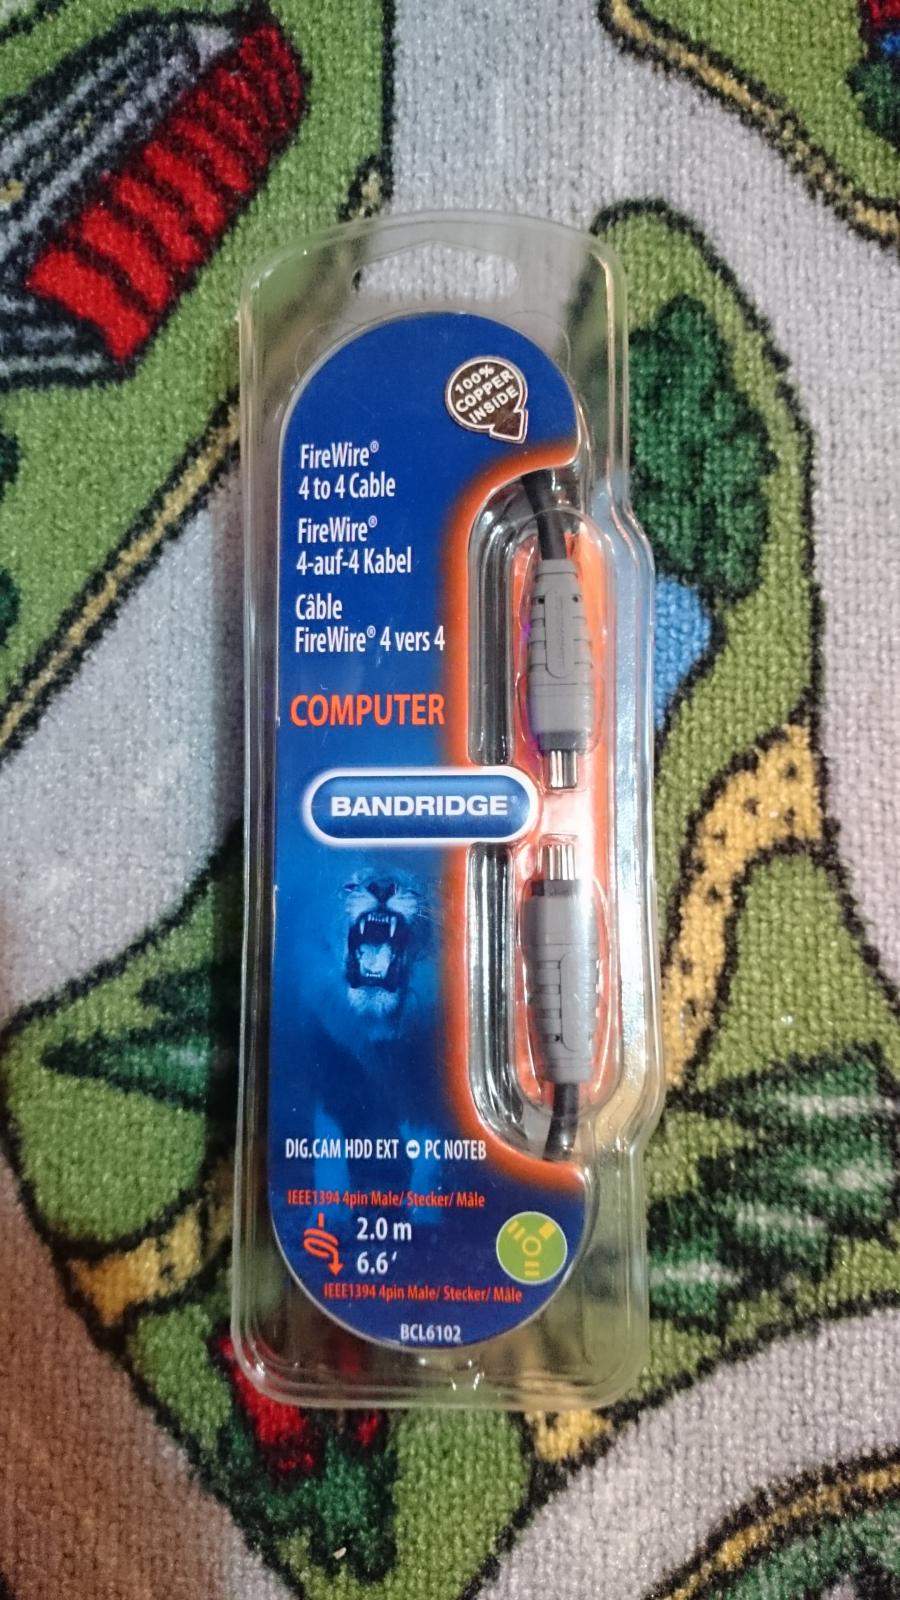 100%
COPPER
INSIDE
FireWire®
4 to 4 Cable
FireWire®
4-auf-4 Kabel
Câble
FireWire® 4 vers 4
COMPUTER
BANDRIDGE®
DIG.CAM HDD EXT PC NOTEB
IEEE1394 4pin Male/ Stecker/ Mâle
2.0 m
6.6‘
IEEE1394 4pin Male/ Stecker/ Mâle
BCL6102